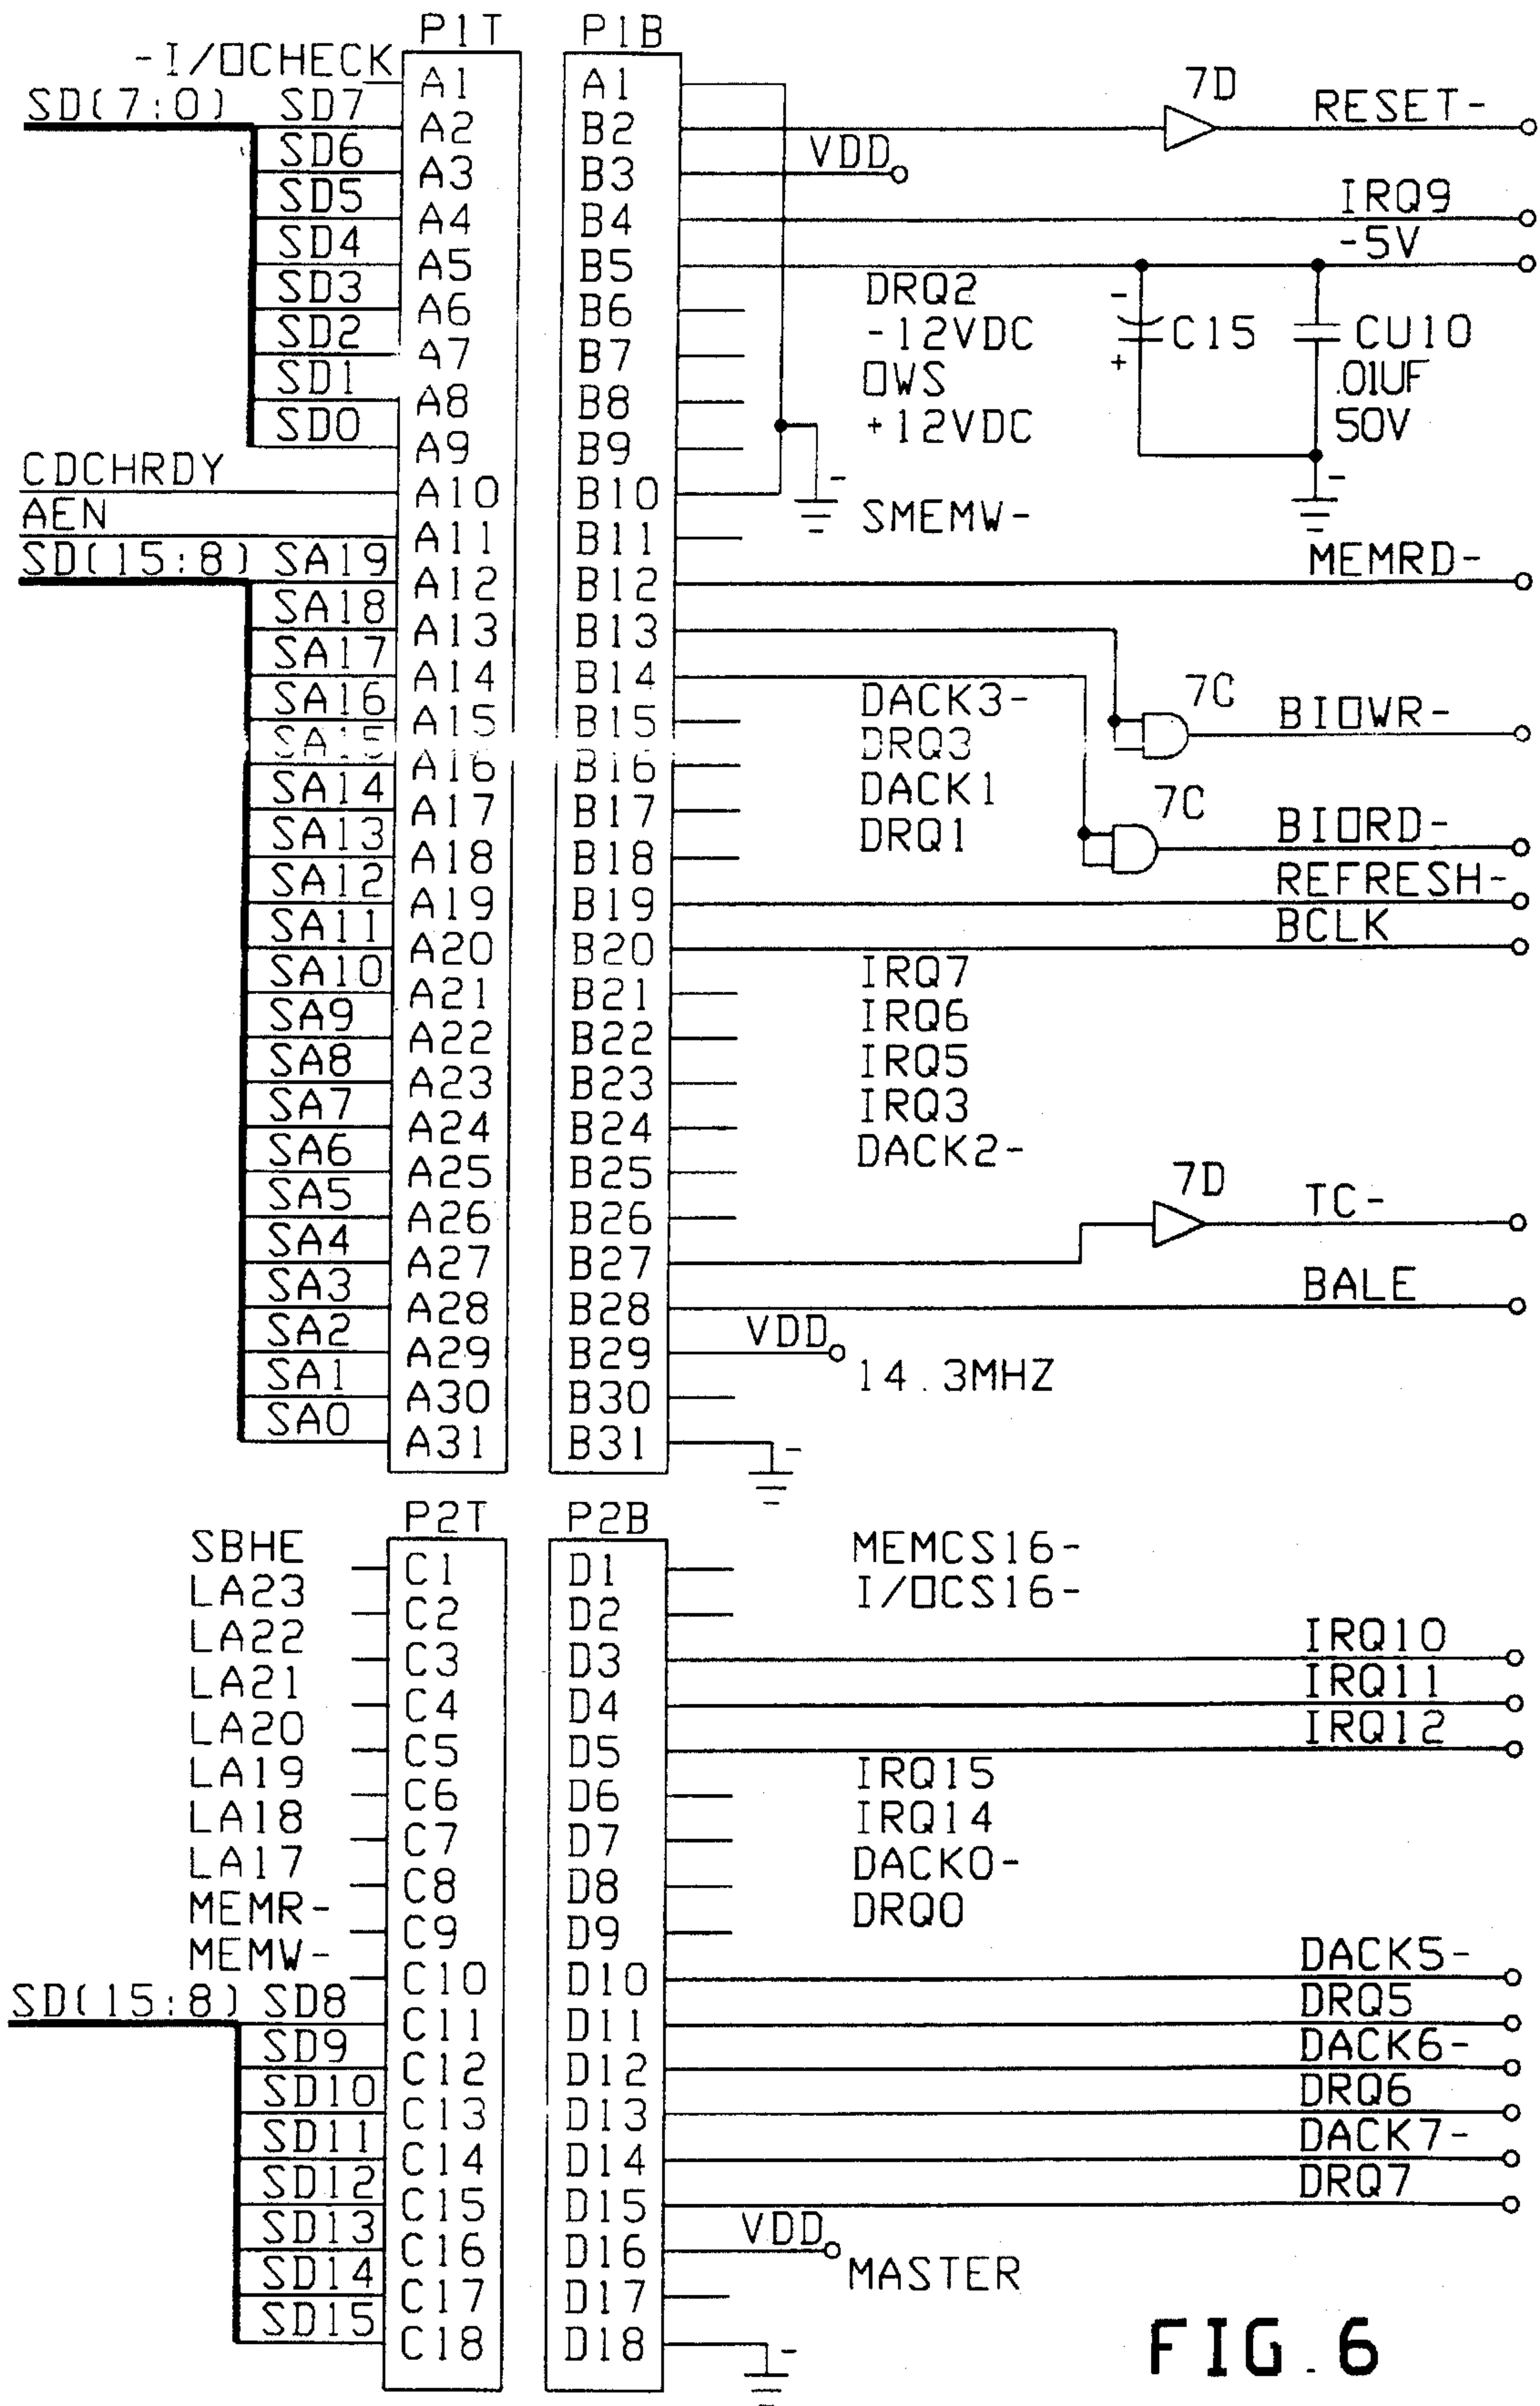 P1T P1B
-I/OCHECK A1 A1
SD(7:0) SD7 A2 B2 7D RESET-
SD6 A3 B3 VDD
SD5 A4 B4 IRQ9
SD4 A5 B5 -5V
SD3 A6 B6 DRQ2
SD2 A7 B7 -12VDC - C15 CU10
SD1 A8 B8 OWS + .01UF
SD0 A9 B9 +12VDC 50V
CDCHRDY A10 B10 - -
AEN A11 B11 SMEMW-
SD(15:8) SA19 A12 B12 MEMRD-
SA18 A13 B13
SA17 A14 B14 7C
SA16 A15 B15 DACK3- BIOWR-
SA15 A16 B16 DRQ3
SA14 A17 B17 DACK1 7C
SA13 A18 B18 DRQ1 BIORD-
SA12 A19 B19 REFRESH-
SA11 A20 B20 BCLK
SA10 A21 B21 IRQ7
SA9 A22 B22 IRQ6
SA8 A23 B23 IRQ5
SA7 A24 B24 IRQ3
SA6 A25 B25 DACK2-
SA5 A26 B26 7D TC-
SA4 A27 B27
SA3 A28 B28 BALE
SA2 A29 B29 VDD
SA1 A30 B30 14.3MHZ
SA0 A31 B31 -
P2T P2B
SBHE C1 D1 MEMCS16-
LA23 C2 D2 I/OCS16-
LA22 C3 D3 IRQ10
LA21 C4 D4 IRQ11
LA20 C5 D5 IRQ12
LA19 C6 D6 IRQ15
LA18 C7 D7 IRQ14
LA17 C8 D8 DACK0-
MEMR- C9 D9 DRQ0
MEMW- C10 D10 DACK5-
SD(15:8) SD8 C11 D11 DRQ5
SD9 C12 D12 DACK6-
SD10 C13 D13 DRQ6
SD11 C14 D14 DACK7-
SD12 C15 D15 DRQ7
SD13 C16 D16 VDD
SD14 C17 D17 MASTER
SD15 C18 D18 -
FIG.6